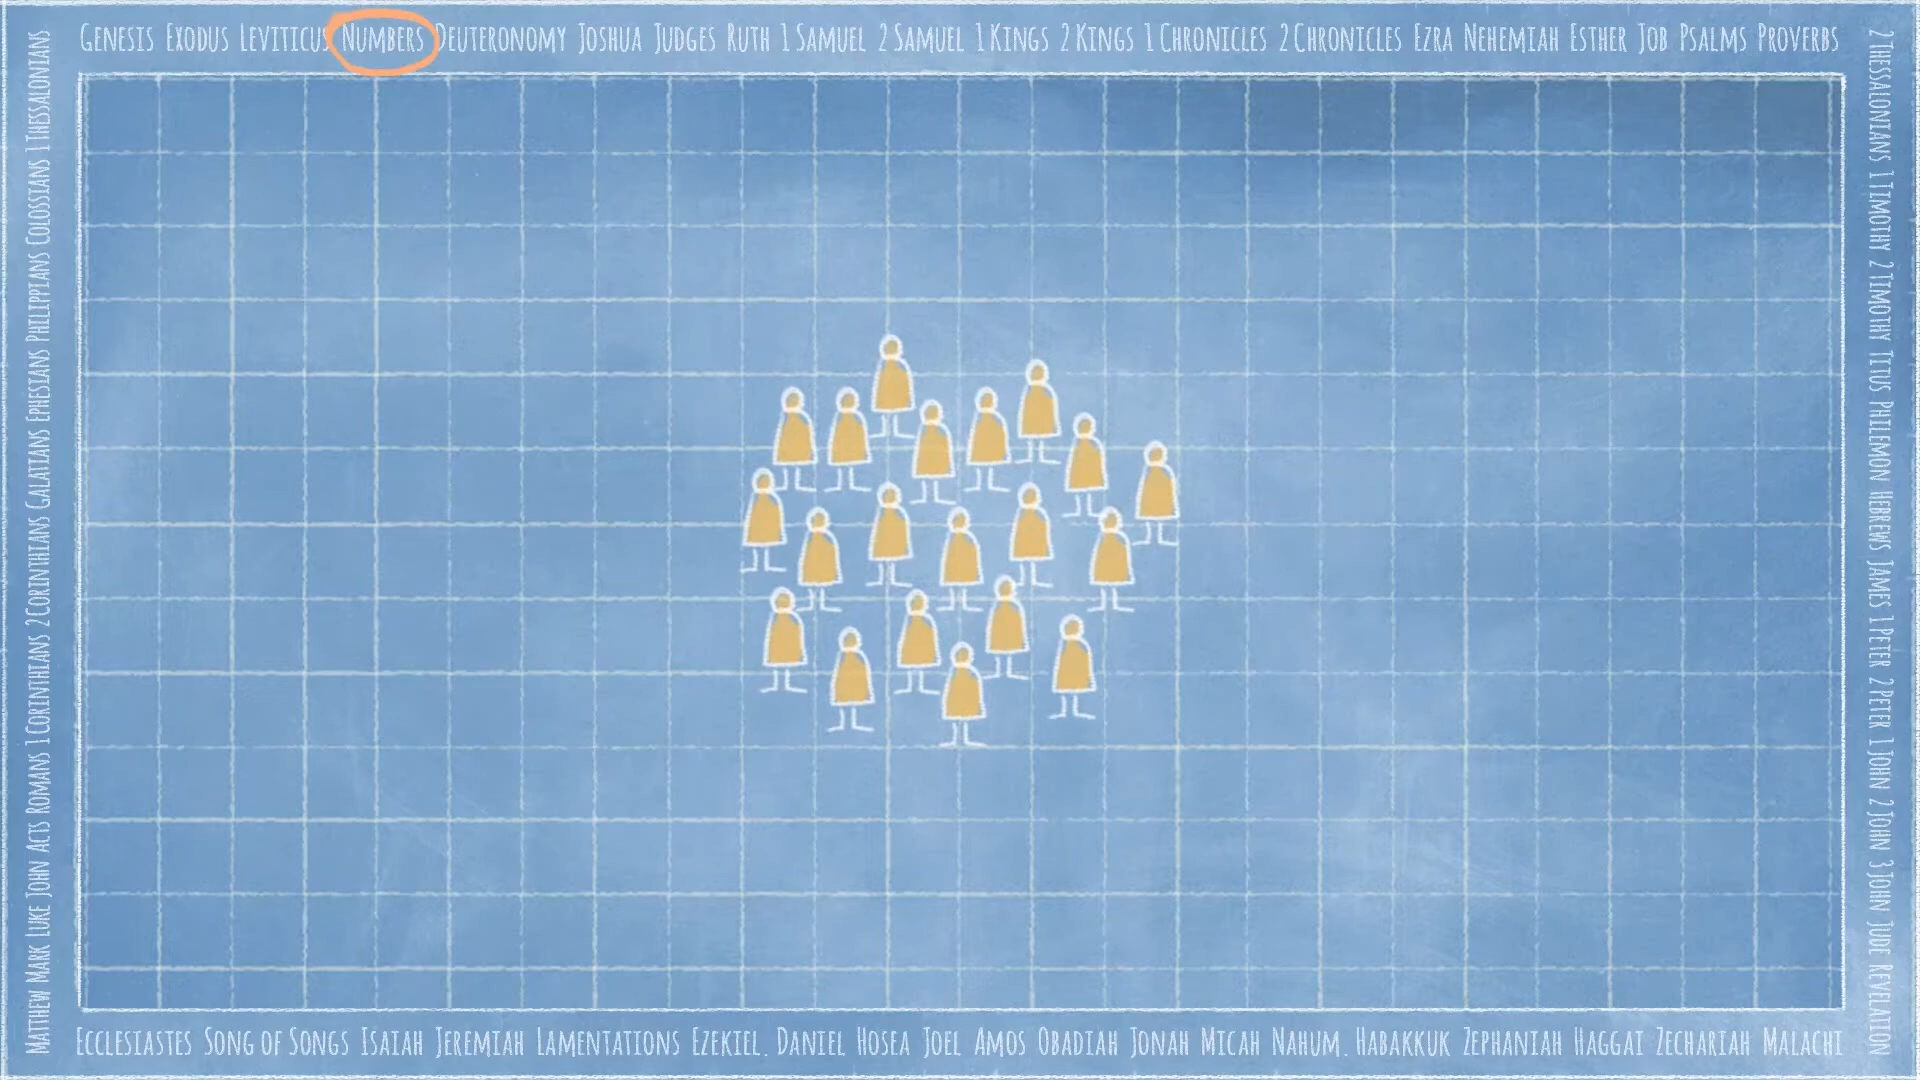 Genesis Exodus Leviticus Numbers Deuteronomy Joshua Judges Ruth 1 Samuel 2 Samuel 1 Kings 2 Kings 1 Chronicles 2 Chronicles Ezra Nehemiah Esther Job Psalms Proverbs
Ecclesiastes Song of Songs Isaiah Jeremiah Lamentations Ezekiel. Daniel Hosea Joel Amos Obadiah Jonah Micah Nahum. Habakkuk Zephaniah Haggai Zechariah Malachi
Matthew Mark Luke John Acts Romans 1 Corinthians 2 Corinthians Galatians Ephesians Philippians Colossians 1 Thessalonians
2 Thessalonians 1 Timothy 2 Timothy Titus Philemon Hebrews James 1 Peter 2 Peter 1 John 2 John 3 John Jude Revelation